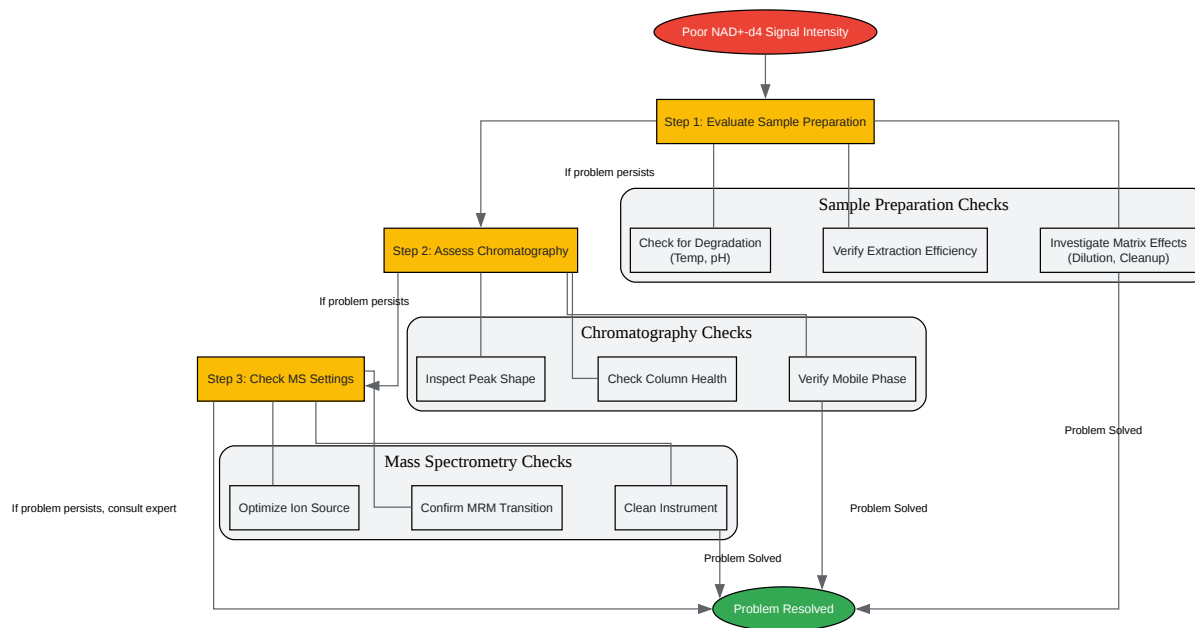 Poor NAD+-d4 Signal Intensity
Step 1: Evaluate Sample Preparation
If problem persists
Sample Preparation Checks
Check for Degradation
(Temp, pH)
Verify Extraction Efficiency
Investigate Matrix Effects
(Dilution, Cleanup)
Step 2: Assess Chromatography
If problem persists
Chromatography Checks
Inspect Peak Shape
Check Column Health
Verify Mobile Phase
Step 3: Check MS Settings
Problem Solved
Mass Spectrometry Checks
Optimize Ion Source
Confirm MRM Transition
Clean Instrument
If problem persists, consult expert
Problem Solved
Problem Solved
Problem Resolved